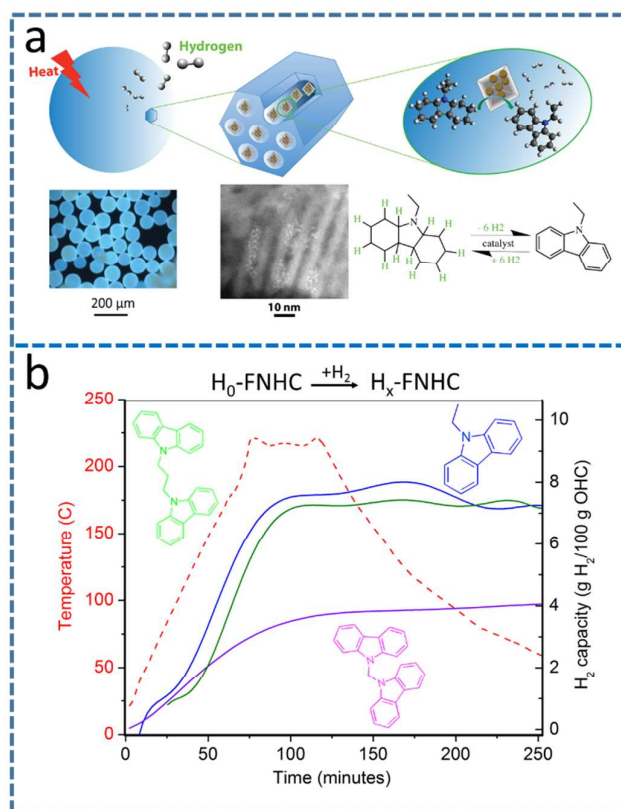 a
Hydrogen
Heat
200 µm
10 nm
N
H H H H H H H H H H H H
- 6 H2
catalyst
+ 6 H2
N
b
H0-FNHC +H2 Hx-FNHC
250
200
150
100
50
0
Temperature (C)
10
8
6
4
2
0
H2 capacity (g H2/100 g OHC)
N
N
N
N
N
0 50 100 150 200 250
Time (minutes)